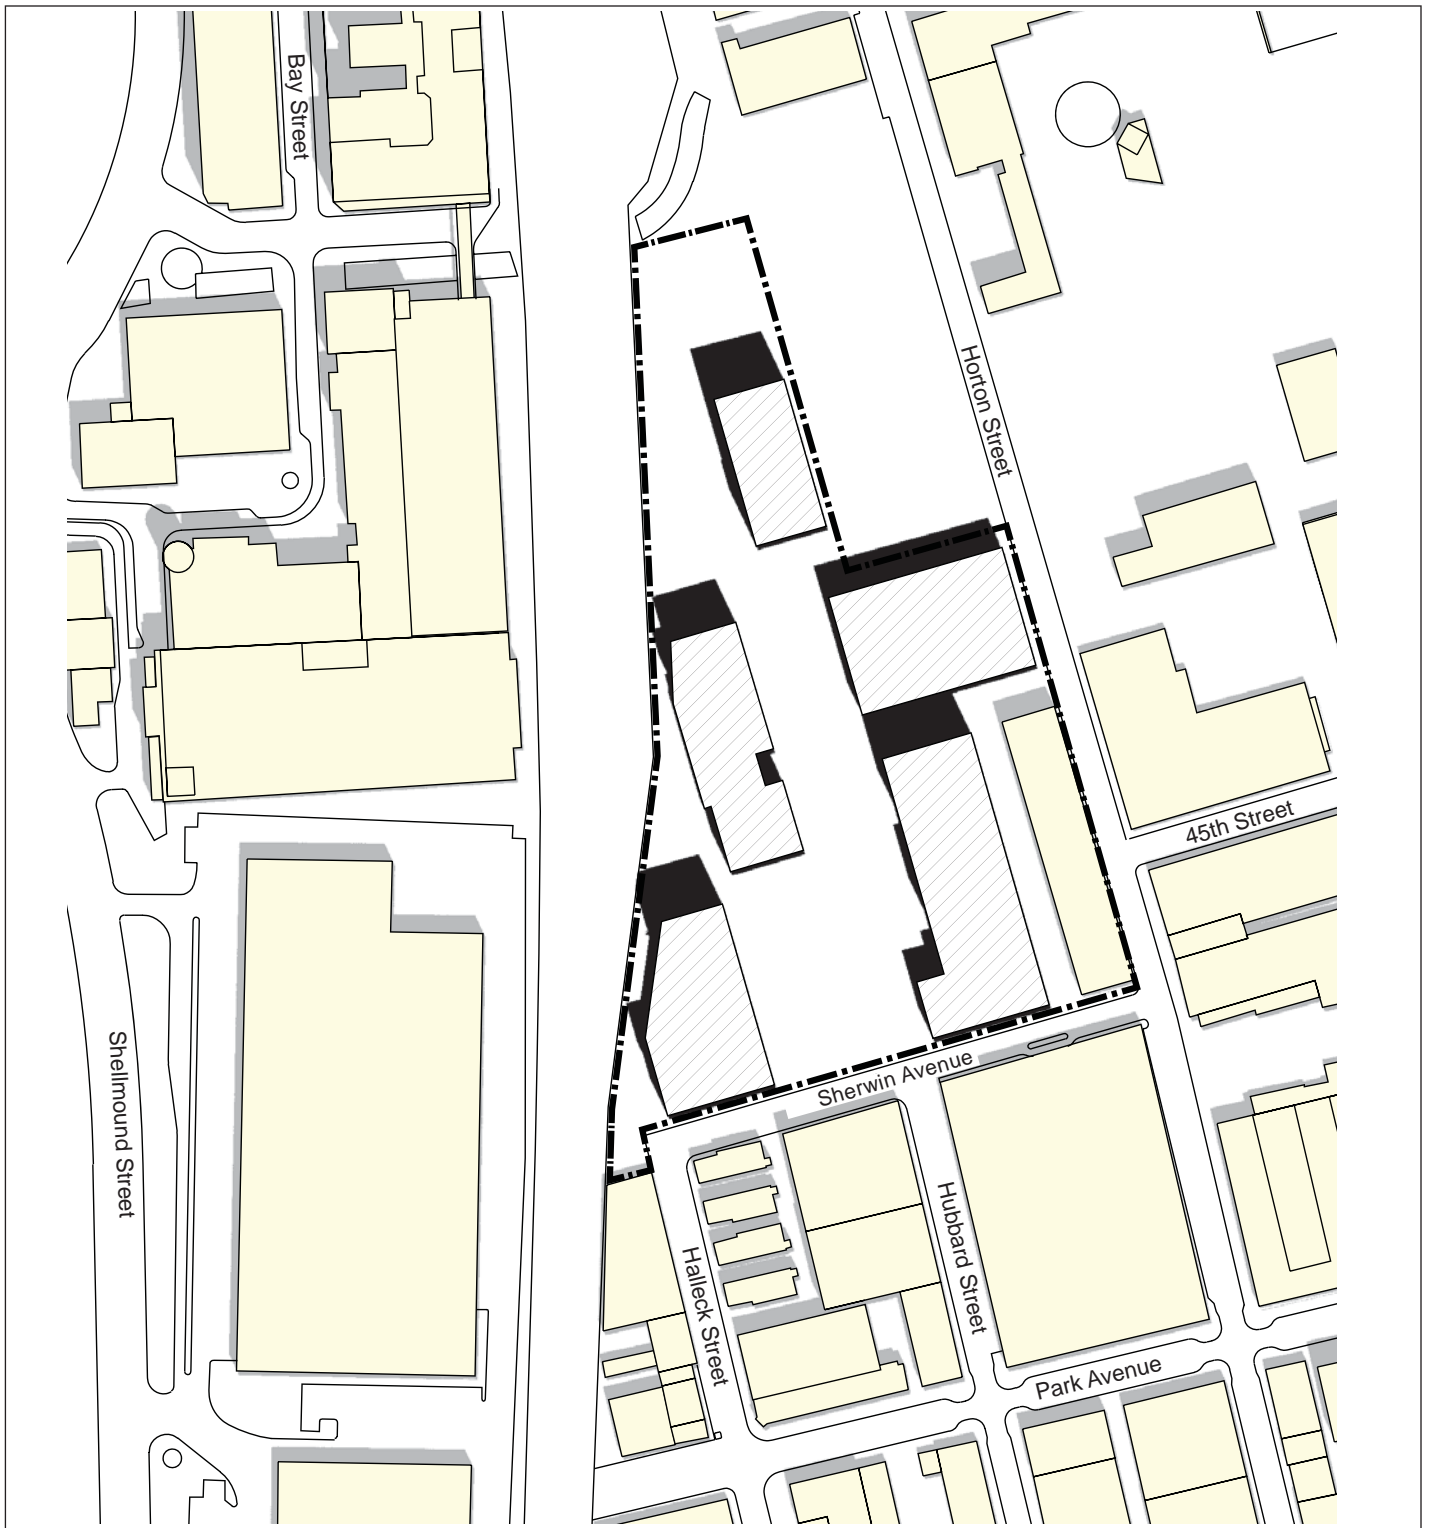 Bay Street
Horton Street
45th Street
Shellmound Street
Sherwin Avenue
Hubbard Street
Halleck Street
Park Avenue